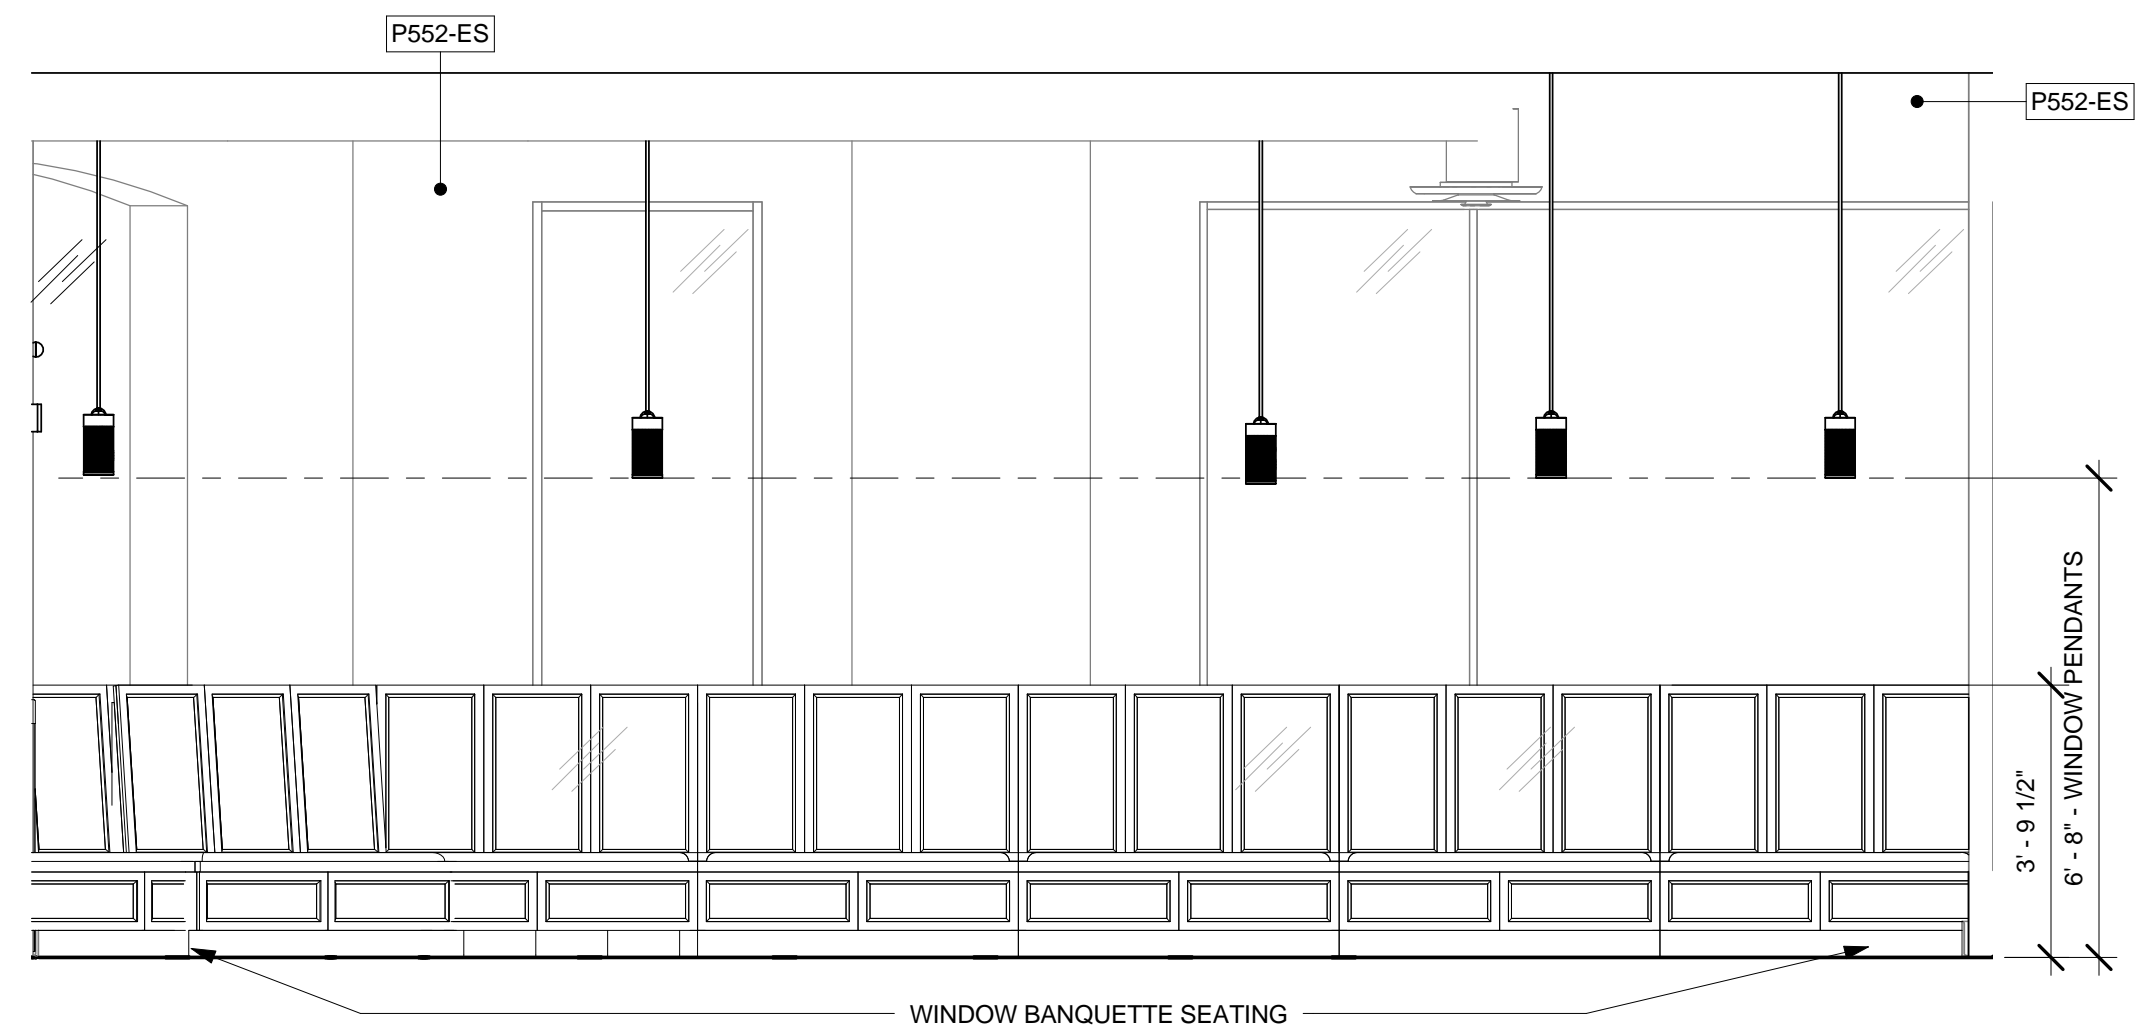 P552-ES
P552-ES
3' - 9 1/2"
6' - 8" - WINDOW PENDANTS
WINDOW BANQUETTE SEATING